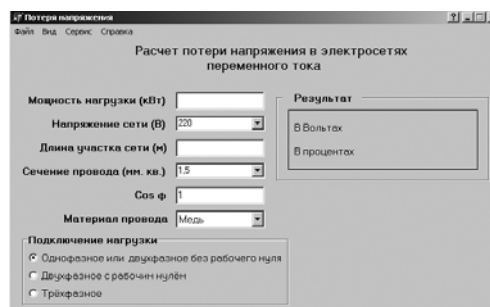 Потеря напряжения
Файл Вид Сервис Справка
Расчет потери напряжения в электросетях
переменного тока
Мощность нагрузки (кВт)
Напряжение сети (В) 220
Длина участка сети (м)
Сечение провода (мм. кв.) 1,5
Cos φ 1
Материал провода Медь
Результат
В Вольтах
В процентах
Подключение нагрузки
Однофазное или двухфазное без рабочего нуля
Двухфазное с рабочим нулём
Трёхфазное